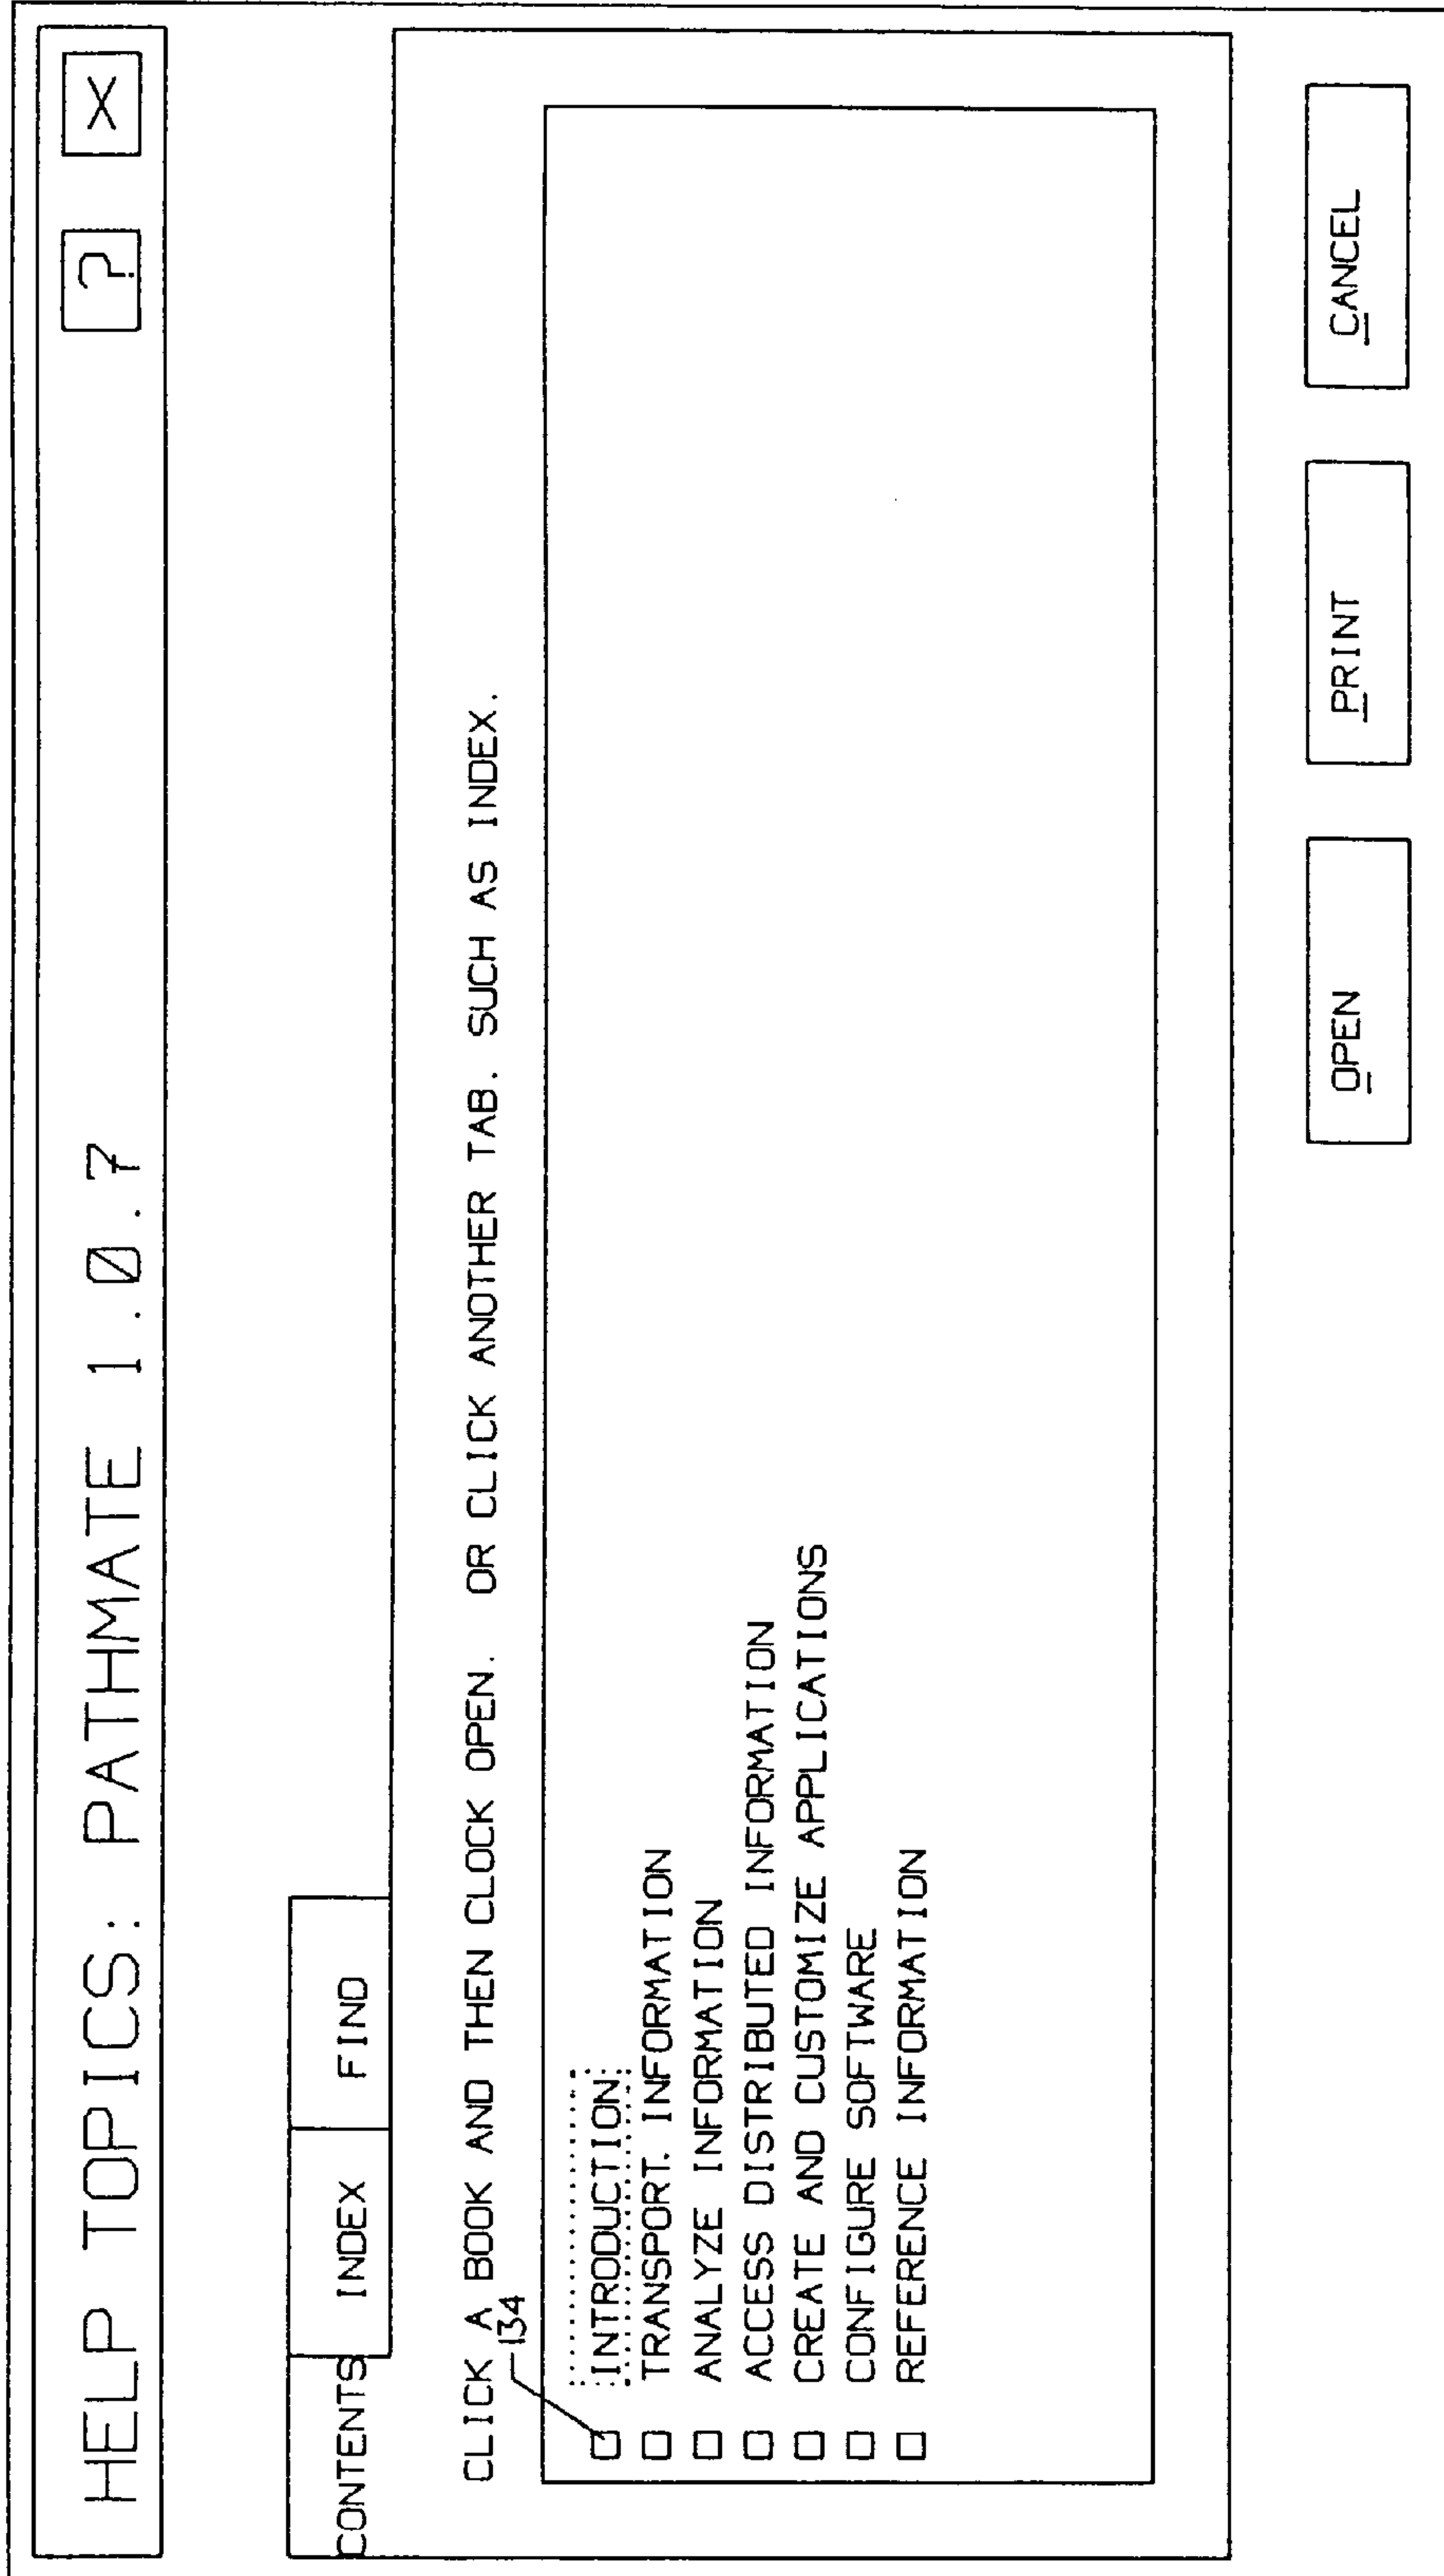 HELP TOPICS: PATHMATE 1.0.7
? X
CONTENTS INDEX FIND
CLICK A BOOK AND THEN CLOCK OPEN. OR CLICK ANOTHER TAB. SUCH AS INDEX.
134
INTRODUCTION
TRANSPORT. INFORMATION
ANALYZE INFORMATION
ACCESS DISTRIBUTED INFORMATION
CREATE AND CUSTOMIZE APPLICATIONS
CONFIGURE SOFTWARE
REFERENCE INFORMATION
OPEN PRINT CANCEL